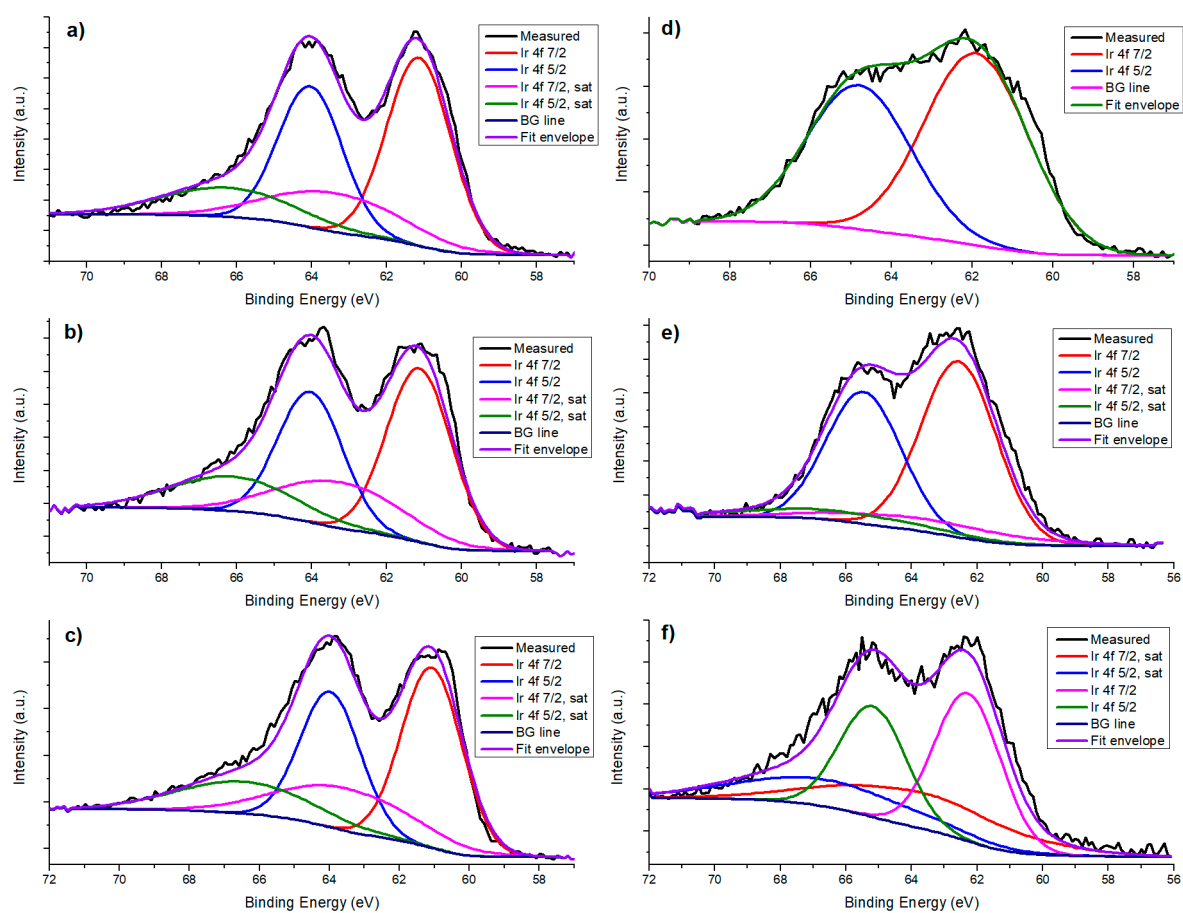 a)
Measured
Ir 4f 7/2
Ir 4f 5/2
Ir 4f 7/2, sat
Ir 4f 5/2, sat
BG line
Fit envelope
Intensity (a.u.)
70 68 66 64 62 60 58
Binding Energy (eV)
d)
Measured
Ir 4f 7/2
Ir 4f 5/2
BG line
Fit envelope
Intensity (a.u.)
70 68 66 64 62 60 58
Binding Energy (eV)
b)
Measured
Ir 4f 7/2
Ir 4f 5/2
Ir 4f 7/2, sat
Ir 4f 5/2, sat
BG line
Fit envelope
Intensity (a.u.)
70 68 66 64 62 60 58
Binding Energy (eV)
e)
Measured
Ir 4f 7/2
Ir 4f 5/2
Ir 4f 7/2, sat
Ir 4f 5/2, sat
BG line
Fit envelope
Intensity (a.u.)
72 70 68 66 64 62 60 58 56
Binding Energy (eV)
c)
Measured
Ir 4f 7/2
Ir 4f 5/2
Ir 4f 7/2, sat
Ir 4f 5/2, sat
BG line
Fit envelope
Intensity (a.u.)
72 70 68 66 64 62 60 58
Binding Energy (eV)
f)
Measured
Ir 4f 7/2, sat
Ir 4f 5/2, sat
Ir 4f 7/2
Ir 4f 5/2
BG line
Fit envelope
Intensity (a.u.)
72 70 68 66 64 62 60 58 56
Binding Energy (eV)